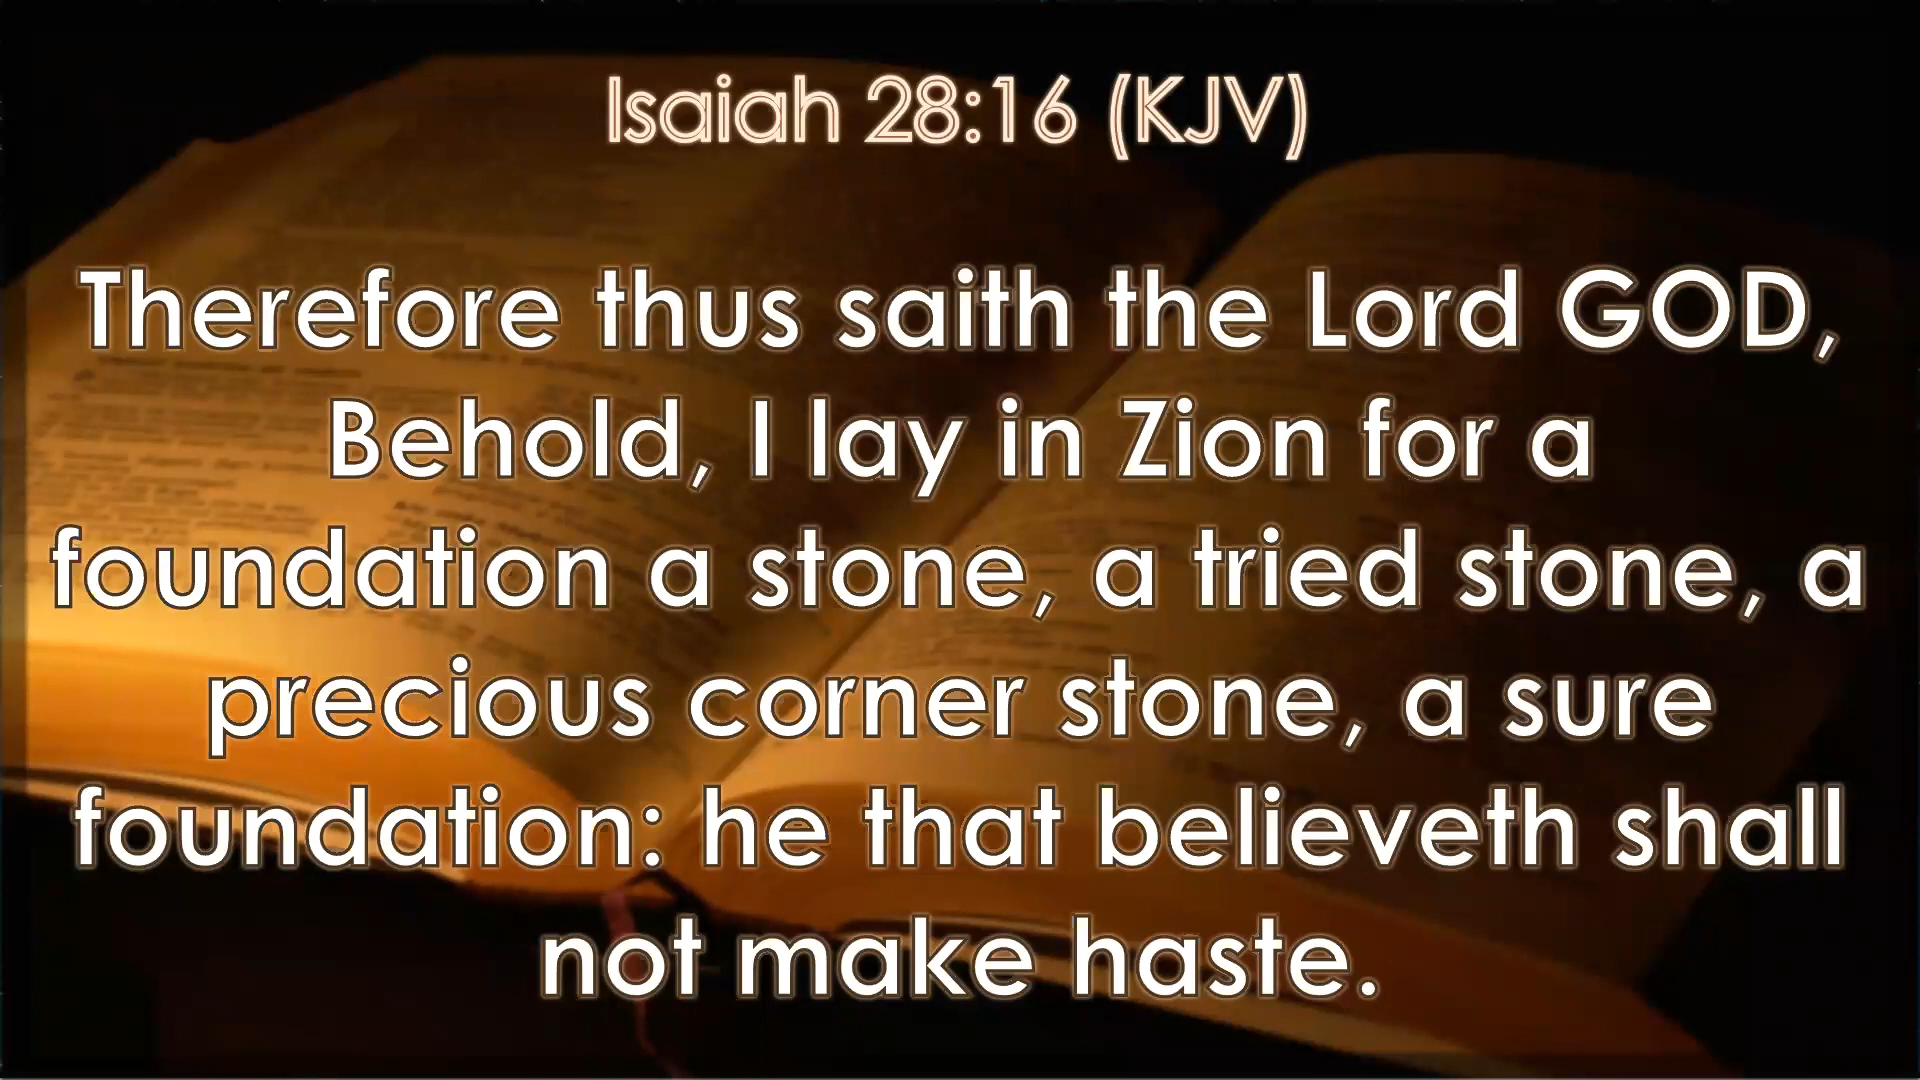 Isaiah 28:16 (KJV)
Therefore thus saith the Lord GOD,
Behold, I lay in Zion for a
foundation a stone, a tried stone, a
precious corner stone, a sure
foundation: he that believeth shall
not make haste.